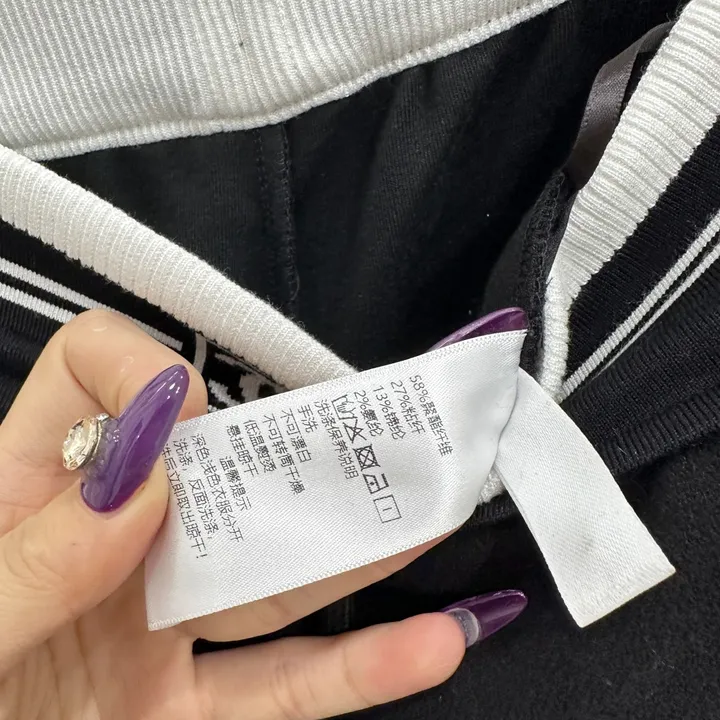 58%聚酯纤维
27%粘纤
13%锦纶
2%氨纶
洗涤保养说明
手洗
不可漂白
不可转笼干燥
低温熨烫
悬挂晾干
温馨提示
深色浅色衣服分开
洗涤，反面洗涤，
洗后立即取出晾干！